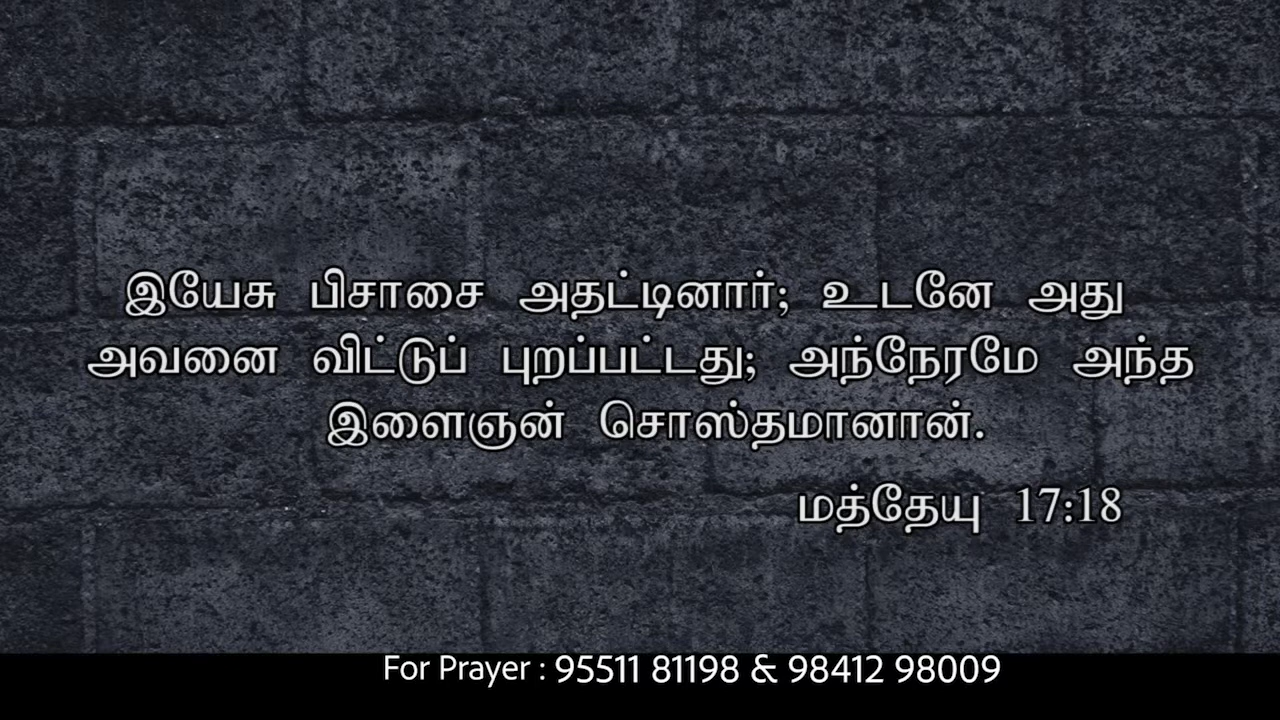 இயேசு பிசாசை அதட்டினார்; உடனே அது
அவனை விட்டுப் புறப்பட்டது; அந்நேரமே அந்த
இளைஞன் சொஸ்தமானான்.
மத்தேயு 17:18
For Prayer : 95511 81198 & 98412 98009